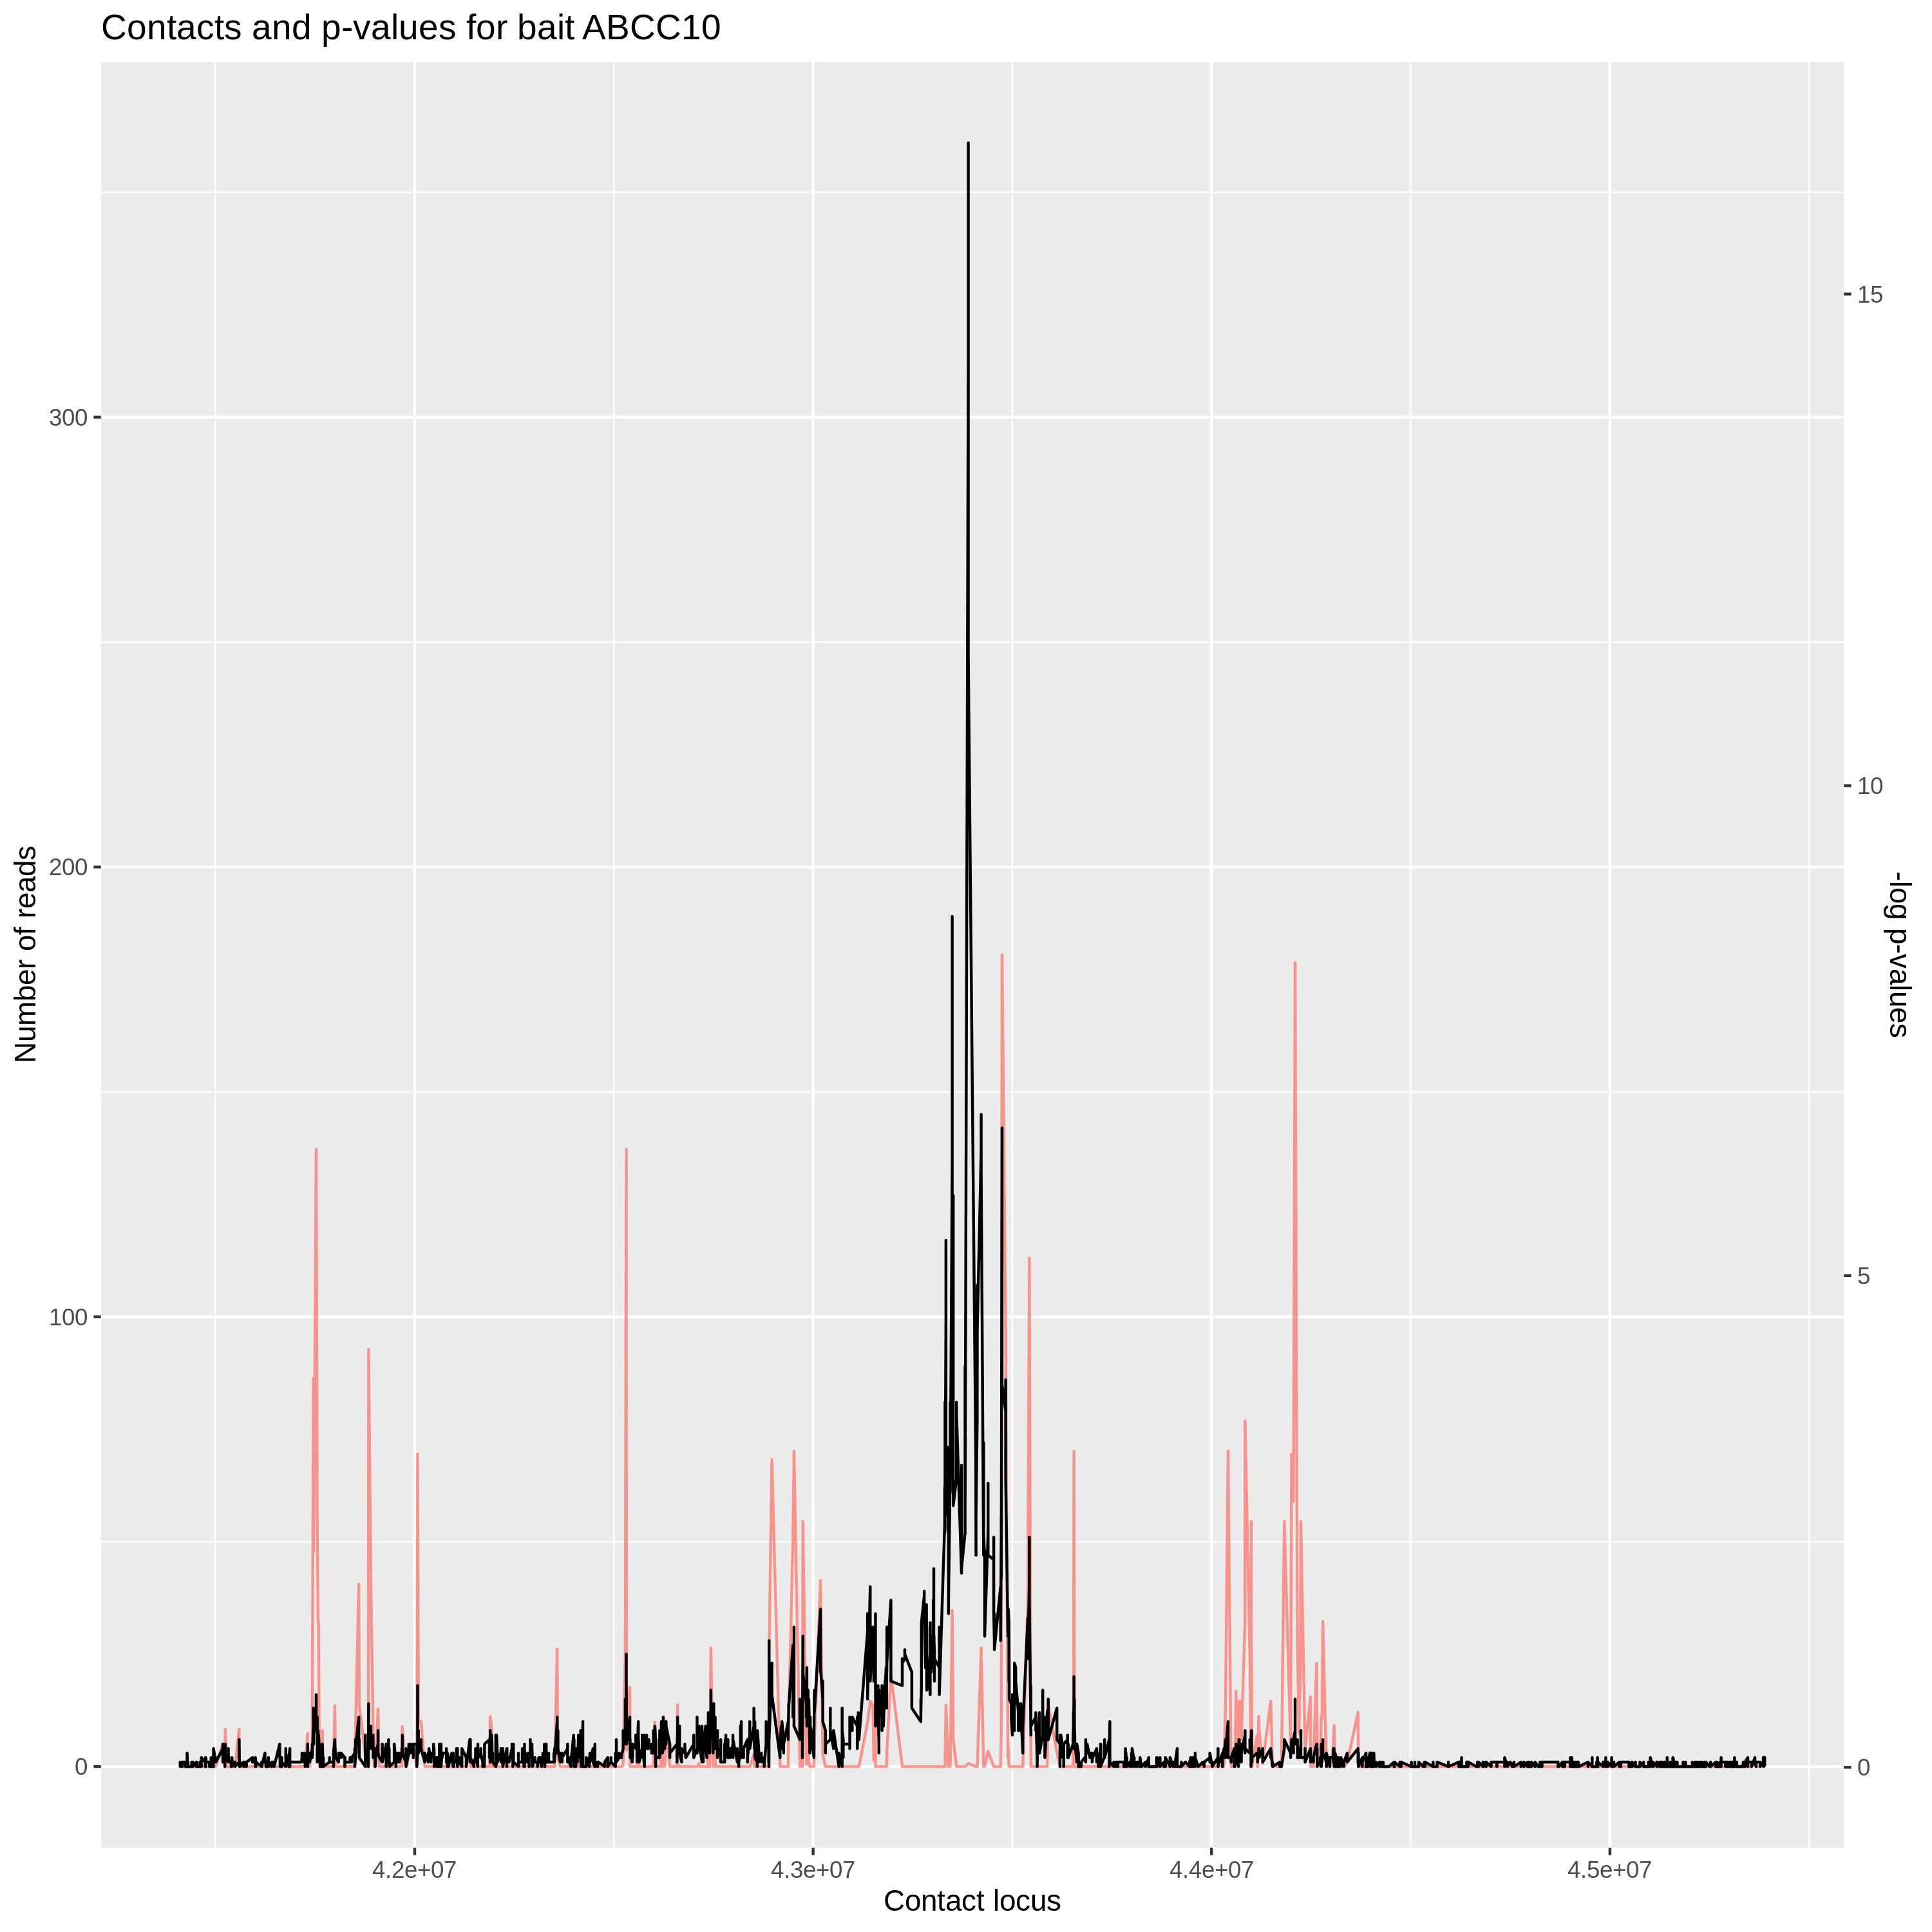 Contacts and p-values for bait ABCC10
Number of reads
300
200
100
0
15
10
5
0
-log p-values
4.2e+07
4.3e+07
4.4e+07
4.5e+07
Contact locus